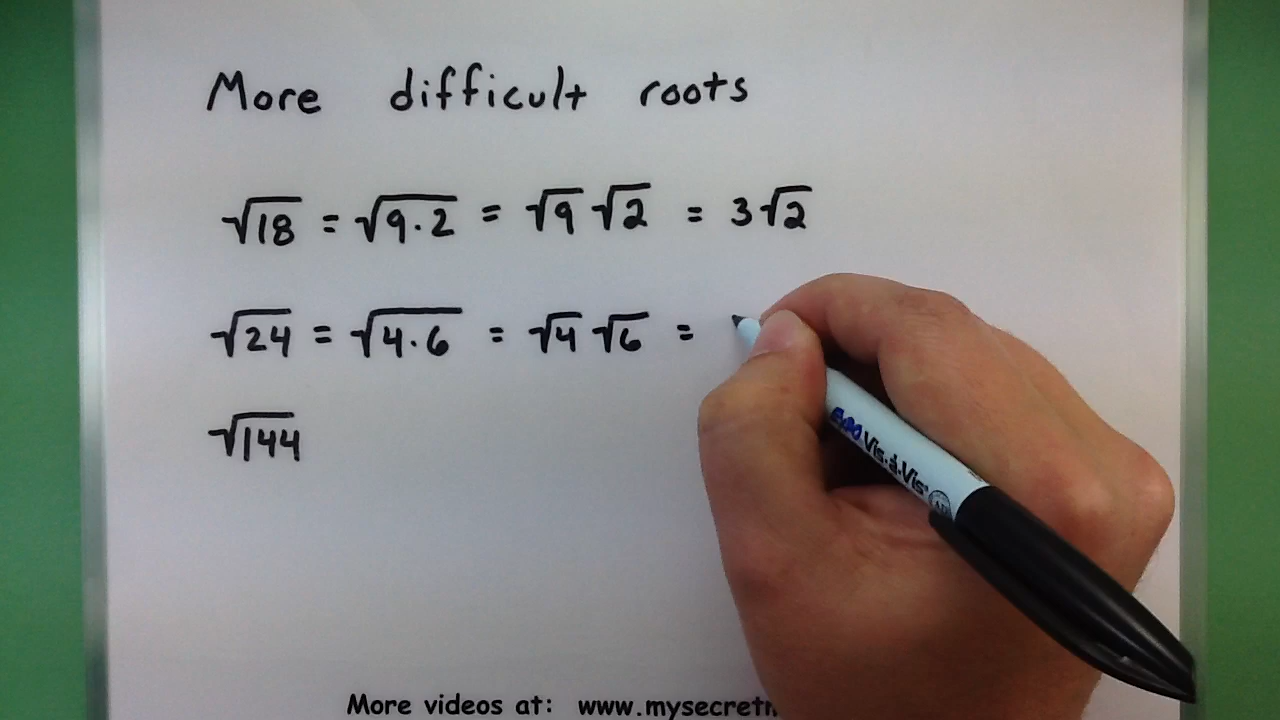 More difficult roots
√18 = √9·2 = √9 √2 = 3√2
√24 = √4·6 = √4 √6 =
√144
EXPO Vis·à·Vis
More videos at: www.mysecretm